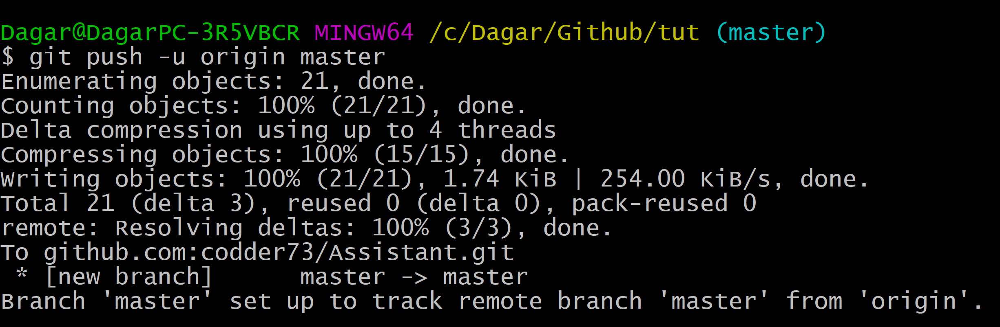 Dagar@DagarPC-3R5VBCR MINGW64 /c/Dagar/Github/tut (master)
$ git push -u origin master
Enumerating objects: 21, done.
Counting objects: 100% (21/21), done.
Delta compression using up to 4 threads
Compressing objects: 100% (15/15), done.
Writing objects: 100% (21/21), 1.74 KiB | 254.00 KiB/s, done.
Total 21 (delta 3), reused 0 (delta 0), pack-reused 0
remote: Resolving deltas: 100% (3/3), done.
To github.com:codder73/Assistant.git
 * [new branch]      master -> master
Branch 'master' set up to track remote branch 'master' from 'origin'.